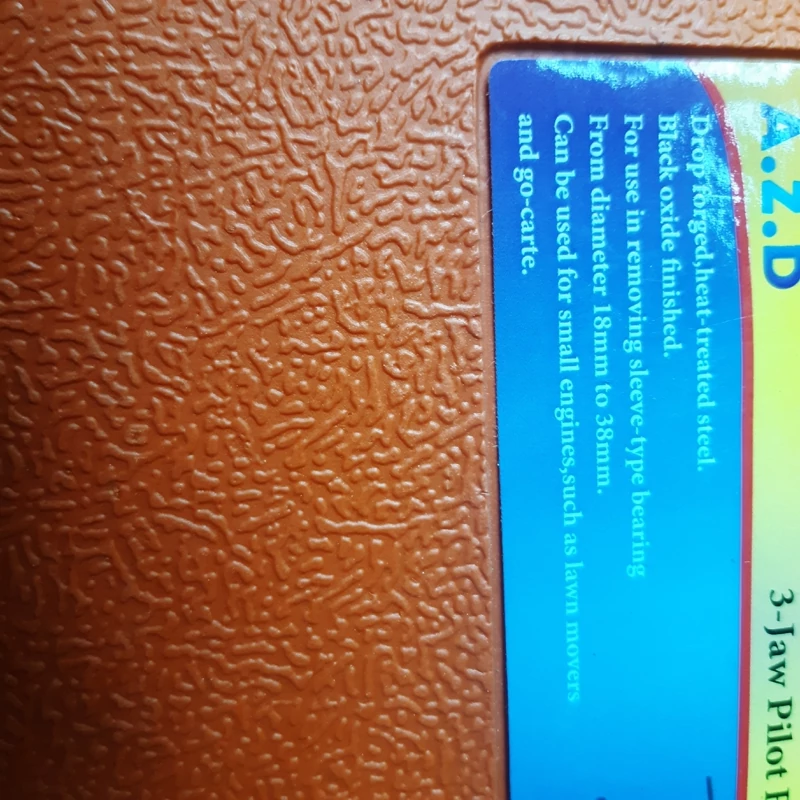 A.Z.D
3-Jaw Pilot
Drop forged,heat-treated steel.
Black oxide finished.
For use in removing sleeve-type bearing
From diameter 18mm to 38mm.
Can be used for small engines,such as lawn movers
and go-carte.